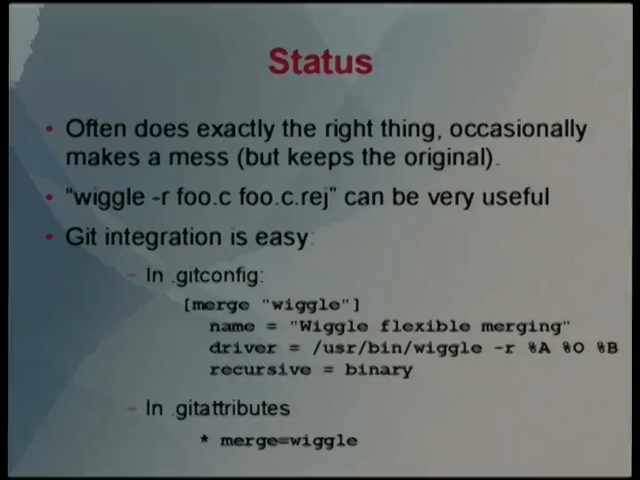 Status
• Often does exactly the right thing, occasionally
makes a mess (but keeps the original).
• “wiggle -r foo.c foo.c.rej” can be very useful
• Git integration is easy:
– In .gitconfig:
[merge "wiggle"]
name = "Wiggle flexible merging"
driver = /usr/bin/wiggle -r %A %O %B
recursive = binary
– In .gitattributes
* merge=wiggle